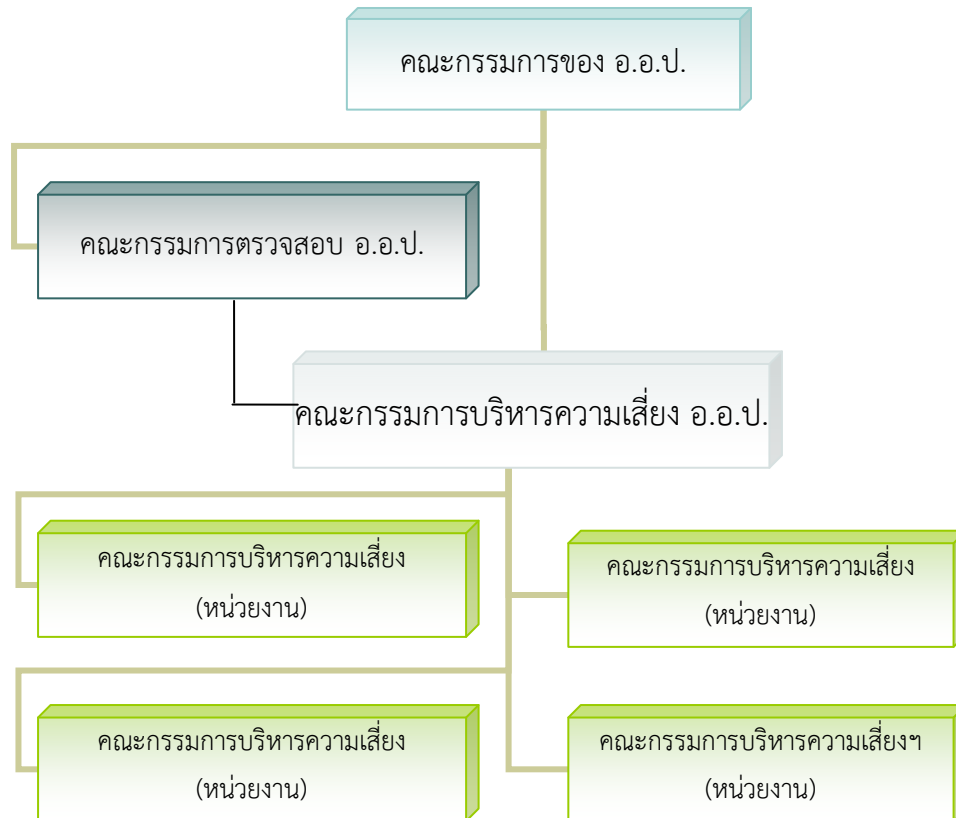 คณะกรรมการของ อ.อ.ป.
คณะกรรมการตรวจสอบ อ.อ.ป.
คณะกรรมการบริหารความเสี่ยง อ.อ.ป.
คณะกรรมการบริหารความเสี่ยง
(หน่วยงาน)
คณะกรรมการบริหารความเสี่ยง
(หน่วยงาน)
คณะกรรมการบริหารความเสี่ยง
(หน่วยงาน)
คณะกรรมการบริหารความเสี่ยงฯ
(หน่วยงาน)